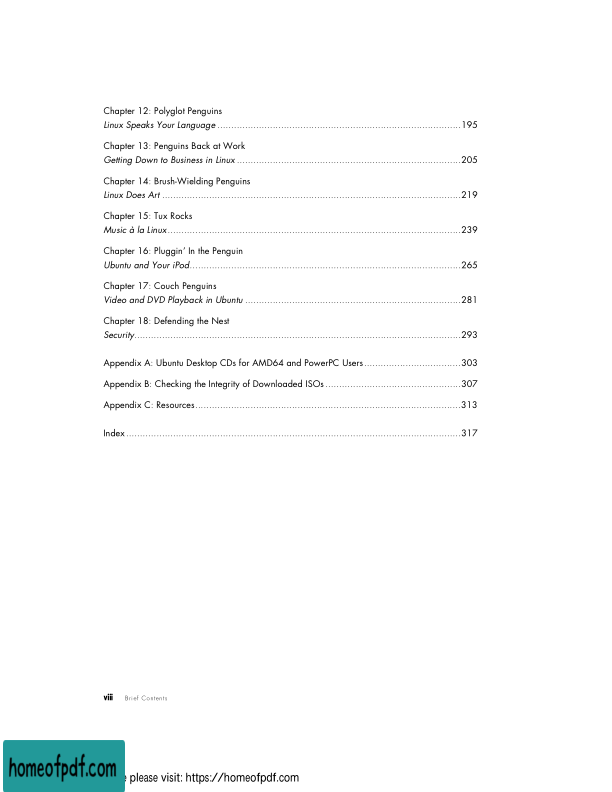 Chapter 12: Polyglot Penguins
Linux Speaks Your Language ........ 195
Chapter 13: Penguins Back at Work
Getting Down to Business in Linux ........ 205
Chapter 14: Brush-Wielding Penguins
Linux Does Art ........ 219
Chapter 15: Tux Rocks
Music à la Linux ........ 239
Chapter 16: Pluggin’ In the Penguin
Ubuntu and Your iPod ........ 265
Chapter 17: Couch Penguins
Video and DVD Playback in Ubuntu ........ 281
Chapter 18: Defending the Nest
Security ........ 293
Appendix A: Ubuntu Desktop CDs for AMD64 and PowerPC Users ........ 303
Appendix B: Checking the Integrity of Downloaded ISOs ........ 307
Appendix C: Resources ........ 313
Index ........ 317
viii Brief Contents
homeofpdf.com
please visit: https://homeofpdf.com